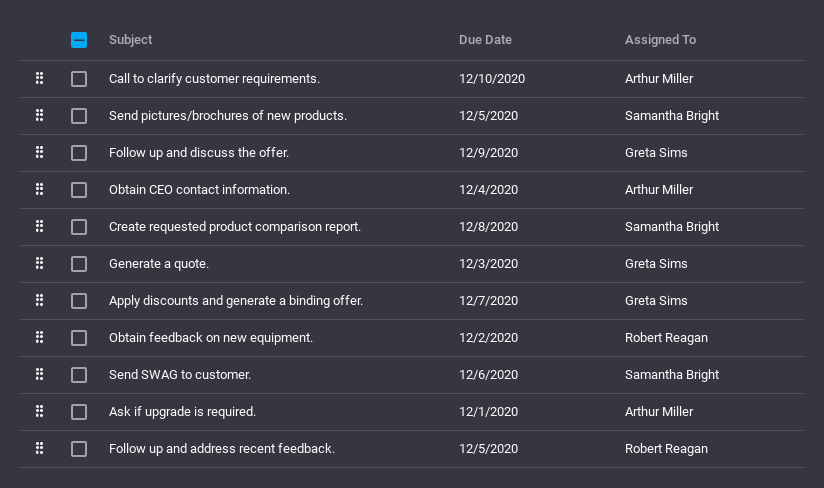 Subject Due Date Assigned To
Call to clarify customer requirements. 12/10/2020 Arthur Miller
Send pictures/brochures of new products. 12/5/2020 Samantha Bright
Follow up and discuss the offer. 12/9/2020 Greta Sims
Obtain CEO contact information. 12/4/2020 Arthur Miller
Create requested product comparison report. 12/8/2020 Samantha Bright
Generate a quote. 12/3/2020 Greta Sims
Apply discounts and generate a binding offer. 12/7/2020 Greta Sims
Obtain feedback on new equipment. 12/2/2020 Robert Reagan
Send SWAG to customer. 12/6/2020 Samantha Bright
Ask if upgrade is required. 12/1/2020 Arthur Miller
Follow up and address recent feedback. 12/5/2020 Robert Reagan